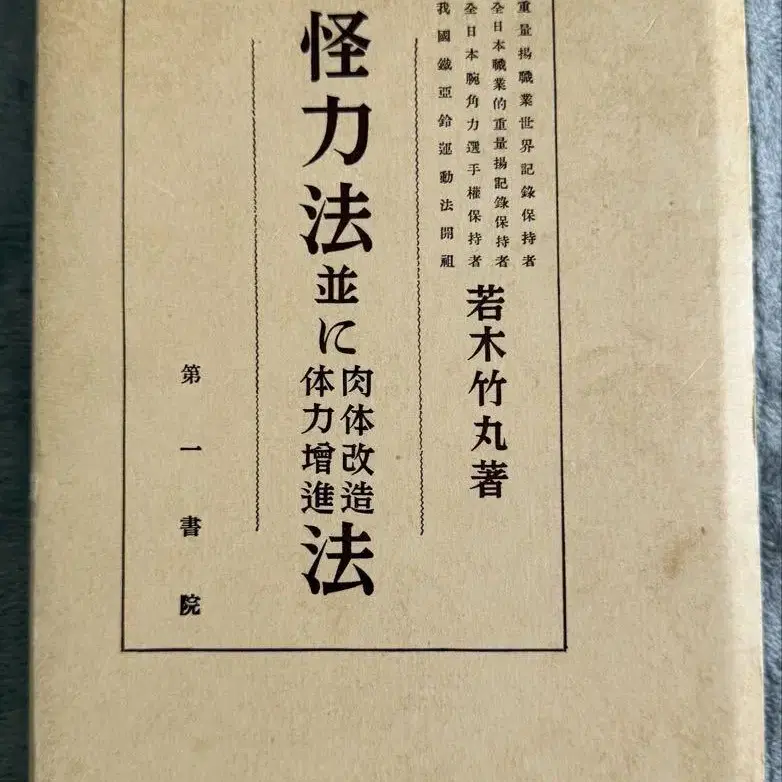 重量揚職業世界記錄保持者
全日本職業的重量揚記錄保持者
全日本腕角力選手權保持者
我國鐵亞鈴運動法開祖
若木竹丸著
怪力法並に肉体改造体力增進法
第一書院